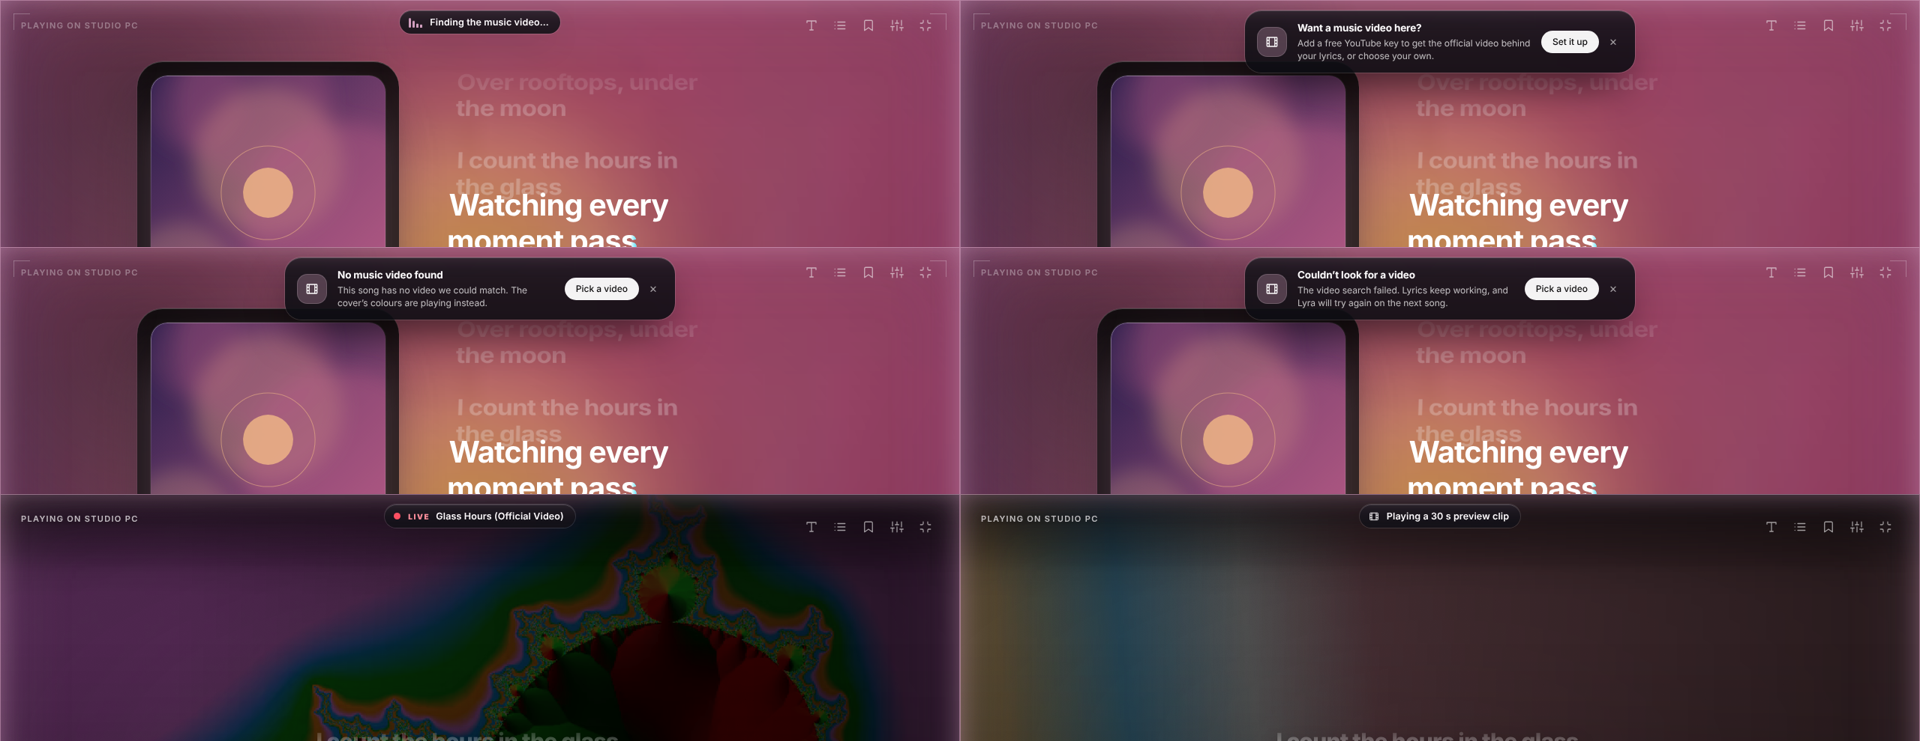 PLAYING ON STUDIO PC
Finding the music video...
Over rooftops, under
the moon
I count the hours in
the glass
Watching every
moment pass
PLAYING ON STUDIO PC
Want a music video here?
Add a free YouTube key to get the official video behind
your lyrics, or choose your own.
Set it up
Over rooftops, under
the moon
I count the hours in
the glass
Watching every
moment pass
PLAYING ON STUDIO PC
No music video found
This song has no video we could match. The
cover's colours are playing instead.
Pick a video
Over rooftops, under
the moon
I count the hours in
the glass
Watching every
moment pass
PLAYING ON STUDIO PC
Couldn't look for a video
The video search failed. Lyrics keep working, and
Lyra will try again on the next song.
Pick a video
Over rooftops, under
the moon
I count the hours in
the glass
Watching every
moment pass
PLAYING ON STUDIO PC
LIVE Glass Hours (Official Video)
I count the hours in the glass
PLAYING ON STUDIO PC
Playing a 30 s preview clip
I count the hours in the glass